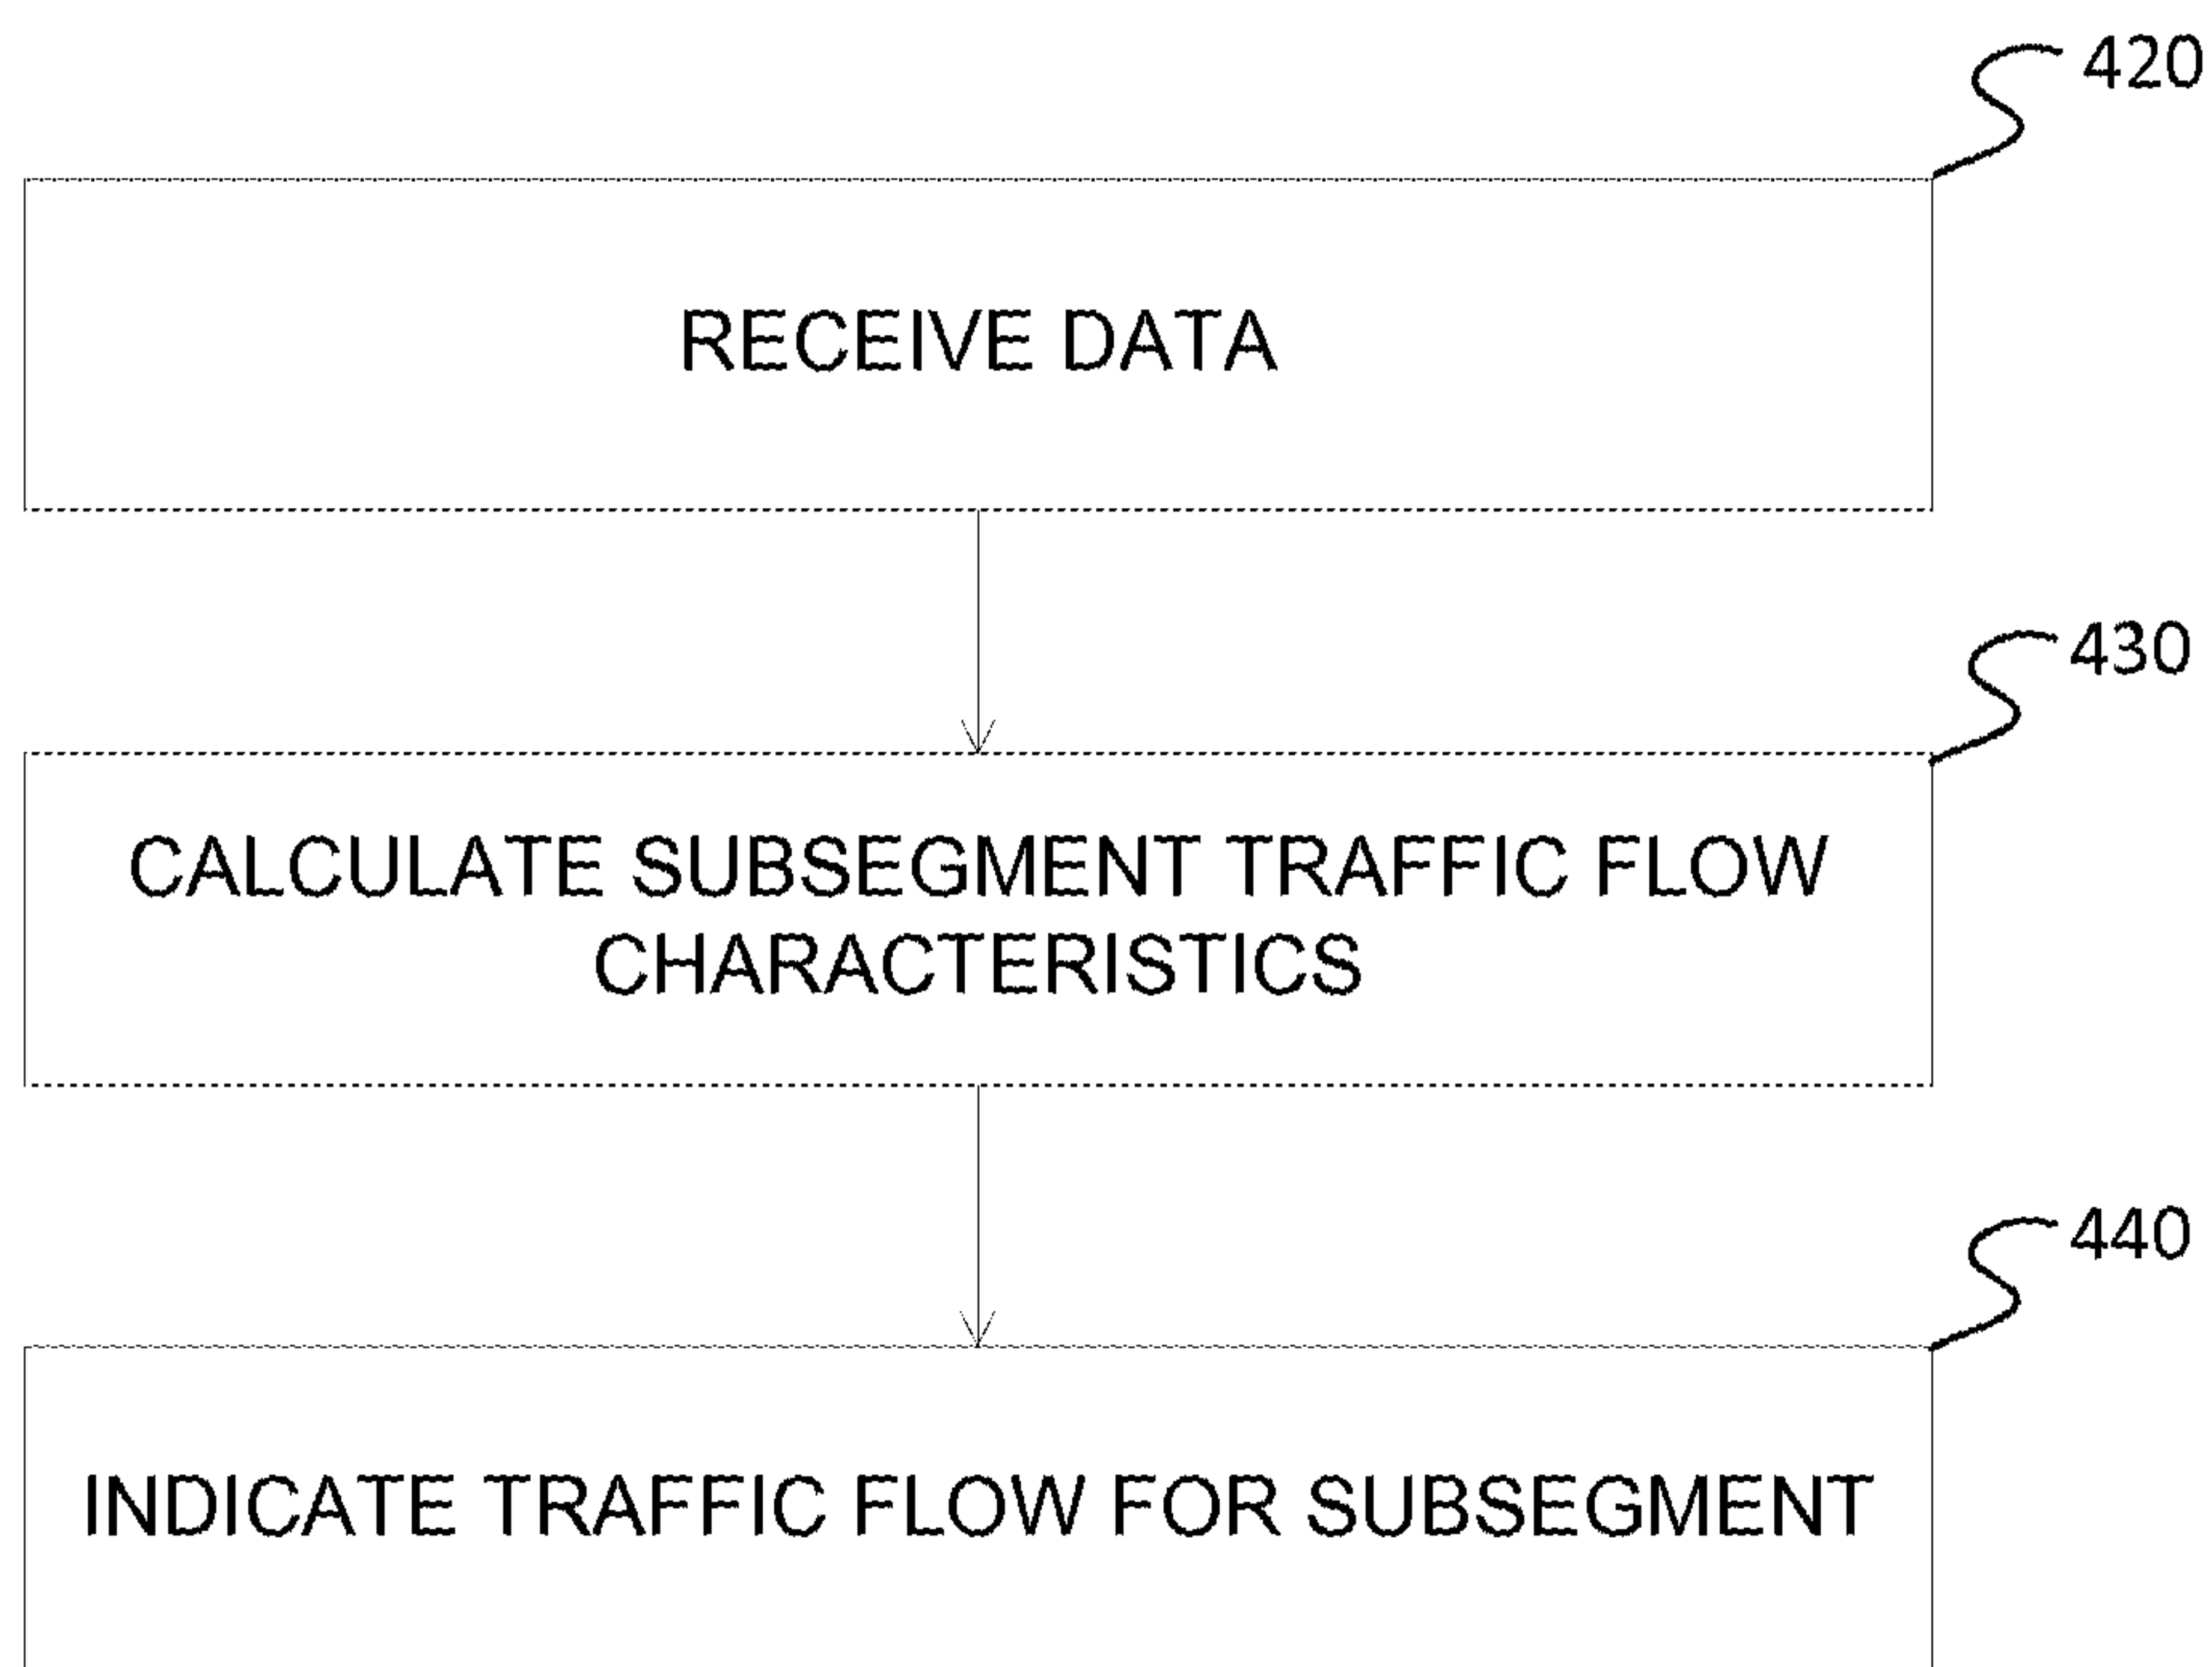 420
RECEIVE DATA
430
CALCULATE SUBSEGMENT TRAFFIC FLOW
CHARACTERISTICS
440
INDICATE TRAFFIC FLOW FOR SUBSEGMENT